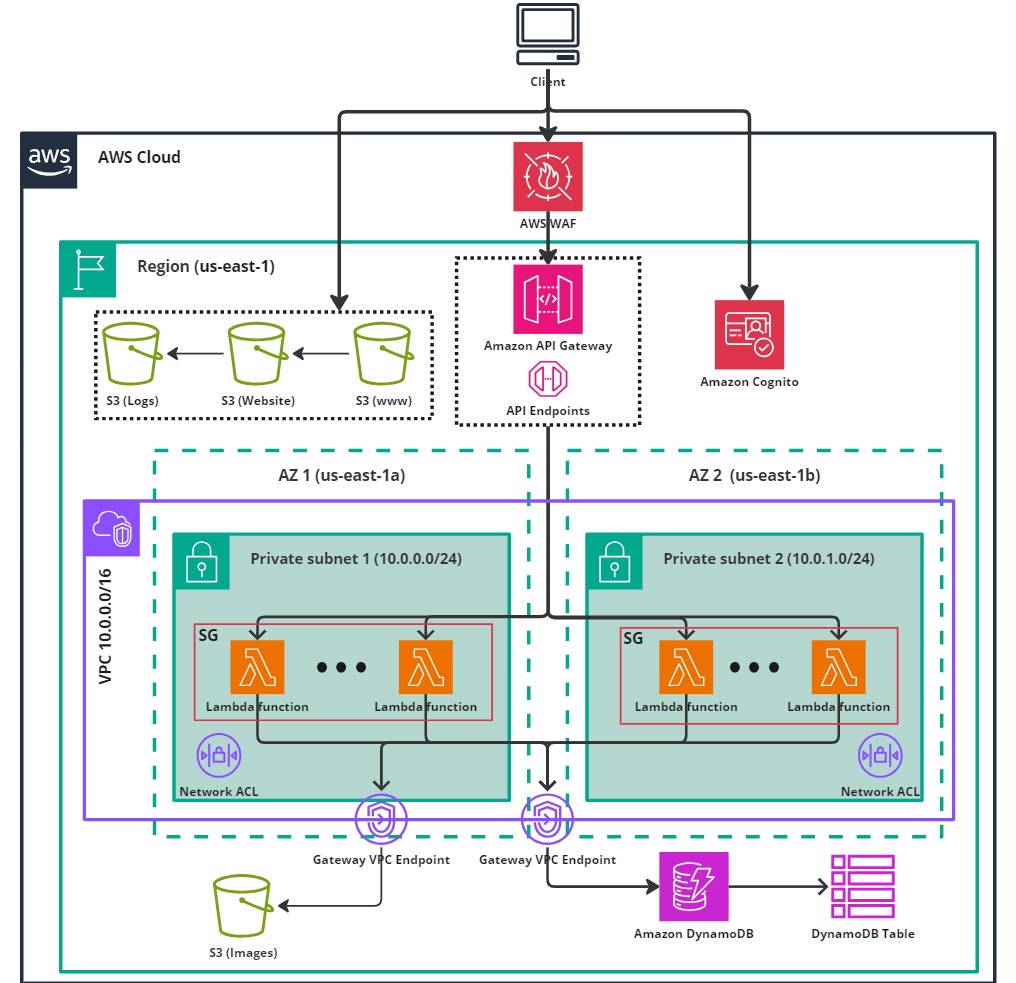 Client
aws
AWS Cloud
AWS WAF
Region (us-east-1)
Amazon API Gateway
API Endpoints
Amazon Cognito
S3 (Logs)
S3 (Website)
S3 (www)
AZ 1 (us-east-1a)
AZ 2 (us-east-1b)
VPC 10.0.0.0/16
Private subnet 1 (10.0.0.0/24)
Private subnet 2 (10.0.1.0/24)
SG
Lambda function
Lambda function
SG
Lambda function
Lambda function
Network ACL
Network ACL
Gateway VPC Endpoint
Gateway VPC Endpoint
S3 (Images)
Amazon DynamoDB
DynamoDB Table